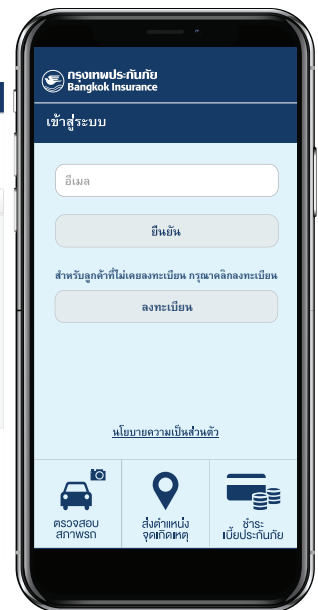 กรุงเทพประกันภัย
Bangkok Insurance
เข้าสู่ระบบ
อีเมล
ยืนยัน
สำหรับลูกค้าที่ไม่เคยลงทะเบียน กรุณาคลิกลงทะเบียน
ลงทะเบียน
นโยบายความเป็นส่วนตัว
ตรวจสอบ
สภาพรถ
ส่งตำแหน่ง
จุดเกิดเหตุ
ชำระ
เบี้ยประกันภัย